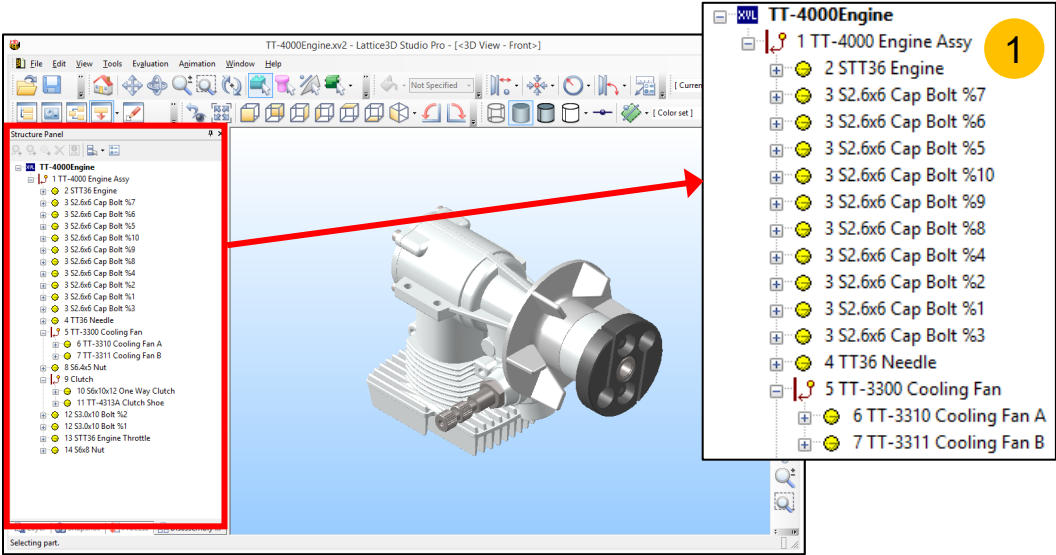 TT-4000Engine.xv2 - Lattice3D Studio Pro - [<3D View - Front>]
File Edit View Tools Evaluation Animation Window Help
Not Specified
[ Curren
[ Color set ]
Structure Panel
XVL TT-4000Engine
1 TT-4000 Engine Assy
2 STT36 Engine
3 S2.6x6 Cap Bolt %7
3 S2.6x6 Cap Bolt %6
3 S2.6x6 Cap Bolt %5
3 S2.6x6 Cap Bolt %10
3 S2.6x6 Cap Bolt %9
3 S2.6x6 Cap Bolt %8
3 S2.6x6 Cap Bolt %4
3 S2.6x6 Cap Bolt %2
3 S2.6x6 Cap Bolt %1
3 S2.6x6 Cap Bolt %3
4 TT36 Needle
5 TT-3300 Cooling Fan
6 TT-3310 Cooling Fan A
7 TT-3311 Cooling Fan B
8 S6.4x5 Nut
9 Clutch
10 S6x10x12 One Way Clutch
11 TT-4313A Clutch Shoe
12 S3.0x10 Bolt %2
12 S3.0x10 Bolt %1
13 STT36 Engine Throttle
14 S6x8 Nut
Selecting part.
XVL TT-4000Engine
1 TT-4000 Engine Assy
1
2 STT36 Engine
3 S2.6x6 Cap Bolt %7
3 S2.6x6 Cap Bolt %6
3 S2.6x6 Cap Bolt %5
3 S2.6x6 Cap Bolt %10
3 S2.6x6 Cap Bolt %9
3 S2.6x6 Cap Bolt %8
3 S2.6x6 Cap Bolt %4
3 S2.6x6 Cap Bolt %2
3 S2.6x6 Cap Bolt %1
3 S2.6x6 Cap Bolt %3
4 TT36 Needle
5 TT-3300 Cooling Fan
6 TT-3310 Cooling Fan A
7 TT-3311 Cooling Fan B